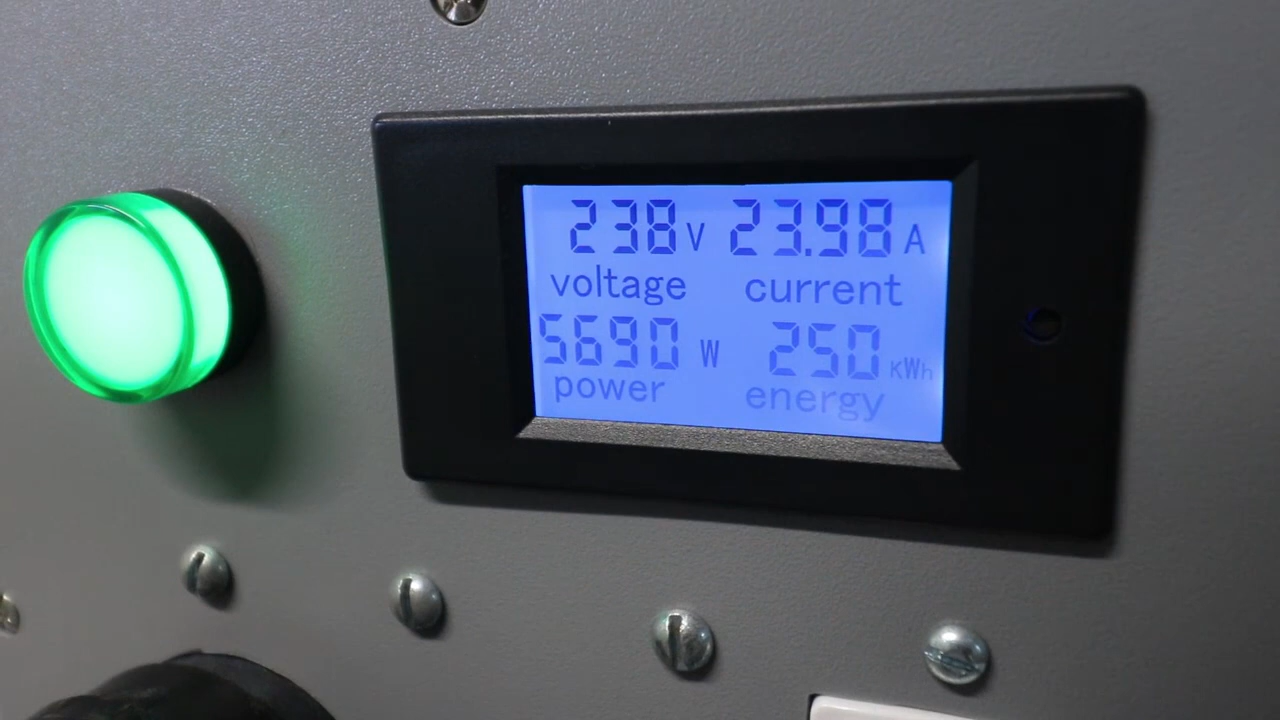 238 V 23.98 A
voltage current
5690 W 250 KWh
power energy